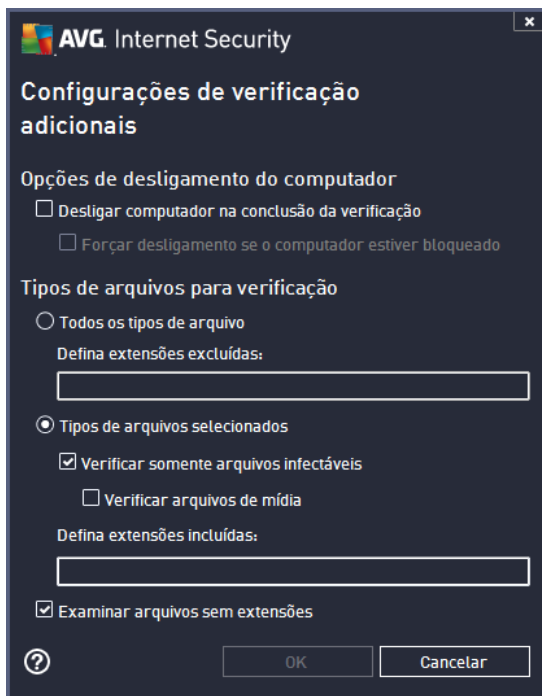 AVG. Internet Security
Configurações de verificação
adicionais
Opções de desligamento do computador
Desligar computador na conclusão da verificação
Forçar desligamento se o computador estiver bloqueado
Tipos de arquivos para verificação
Todos os tipos de arquivo
Defina extensões excluídas:
Tipos de arquivos selecionados
Verificar somente arquivos infectáveis
Verificar arquivos de mídia
Defina extensões incluídas:
Examinar arquivos sem extensões
OK Cancelar